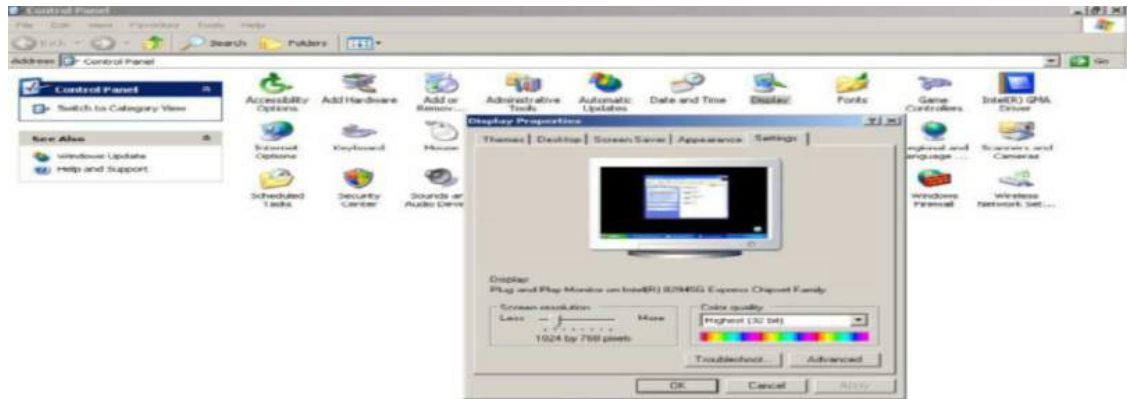 Control Panel
File Edit View Favorites Tools Help
Back Search Folders
Address Control Panel Go
Control Panel
Switch to Category View
See Also
Windows Update
Help and Support
Accessibility Options
Add Hardware
Add or Remov...
Administrative Tools
Automatic Updates
Date and Time
Display
Fonts
Game Controllers
Intel(R) GMA Driver
Internet Options
Keyboard
Mouse
egional and
anguage ...
Scanners and Cameras
Scheduled Tasks
Security Center
Sounds an
Audio Devi
Windows Firewall
Wireless Network Set...
Display Properties
Themes Desktop Screen Saver Appearance Settings
Display:
Plug and Play Monitor on Intel(R) 82945G Express Chipset Family
Screen resolution
Less More
1024 by 768 pixels
Color quality
Highest (32 bit)
Troubleshoot... Advanced
OK Cancel Apply